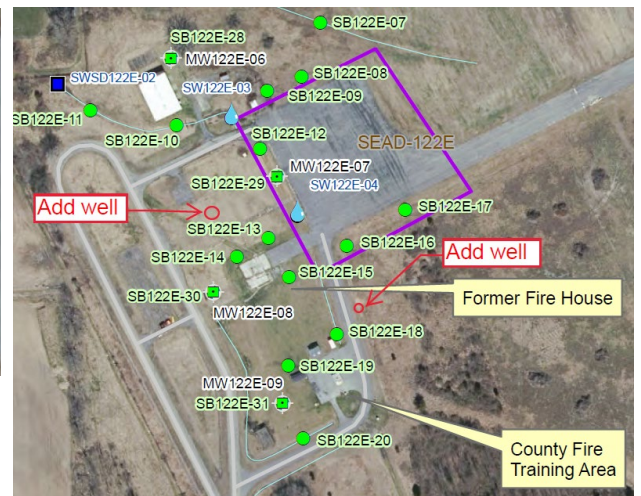 SB122E-07
SB122E-28
MW122E-06
SWSD122E-02
SW122E-03
SB122E-08
SB122E-09
SB122E-11
SB122E-10
SB122E-12
SEAD-122E
MW122E-07
SB122E-29
SW122E-04
Add well
SB122E-17
SB122E-13
SB122E-16
Add well
SB122E-14
SB122E-15
SB122E-30
Former Fire House
MW122E-08
SB122E-18
SB122E-19
MW122E-09
SB122E-31
SB122E-20
County Fire
Training Area